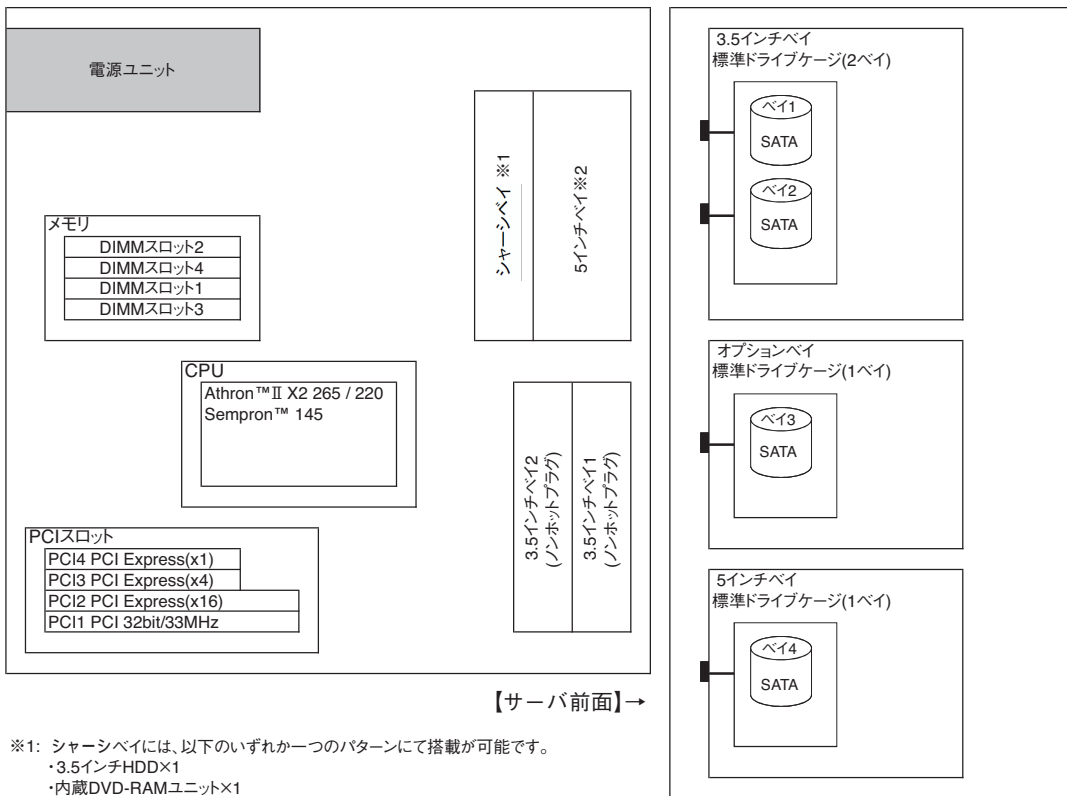 電源ユニット
シャーシベイ ※1
5インチベイ※2
メモリ
DIMMスロット2
DIMMスロット4
DIMMスロット1
DIMMスロット3
CPU
Athron™Ⅱ X2 265 / 220
Sempron™ 145
3.5インチベイ2
(ノンホットプラグ)
3.5インチベイ1
(ノンホットプラグ)
PCIスロット
PCI4 PCI Express(x1)
PCI3 PCI Express(x4)
PCI2 PCI Express(x16)
PCI1 PCI 32bit/33MHz
【サーバ前面】→
※1: シャーシベイには、以下のいずれか一つのパターンにて搭載が可能です。
・3.5インチHDD×1
・内蔵DVD-RAMユニット×1
3.5インチベイ
標準ドライブケージ(2ベイ)
ベイ1
SATA
ベイ2
SATA
オプションベイ
標準ドライブケージ(1ベイ)
ベイ3
SATA
5インチベイ
標準ドライブケージ(1ベイ)
ベイ4
SATA